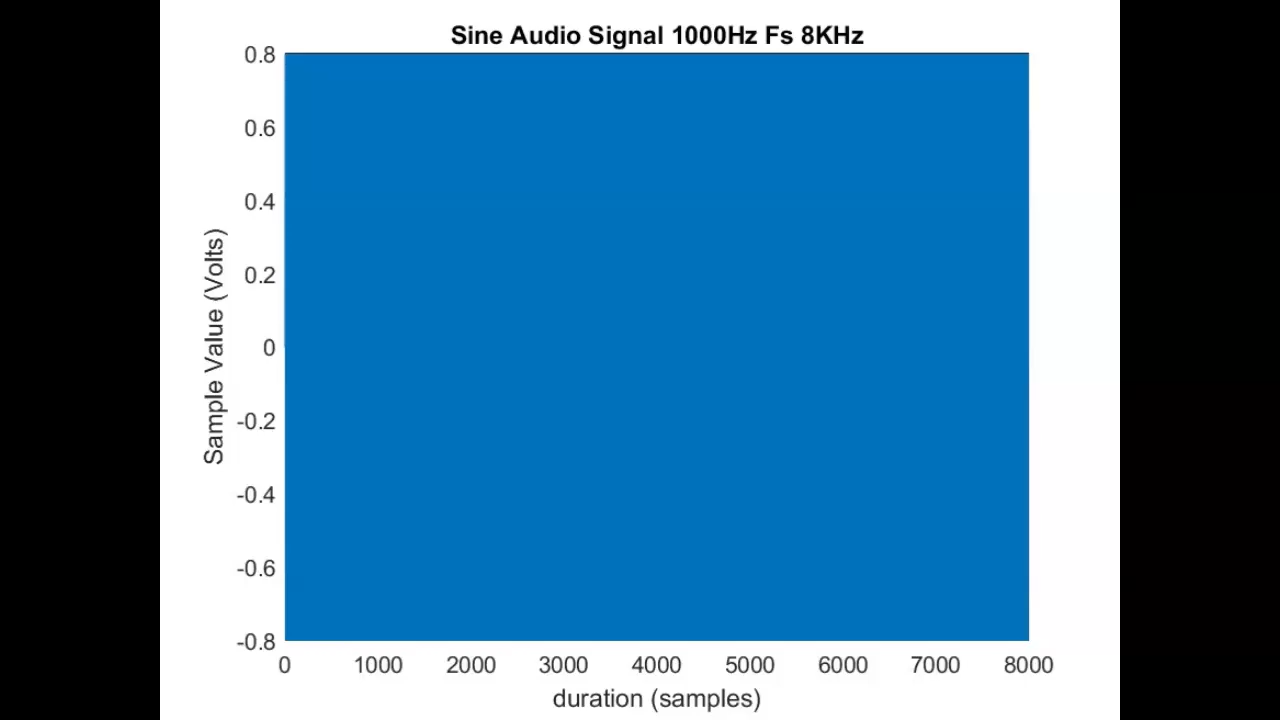 Sine Audio Signal 1000Hz Fs 8KHz
0.8
0.6
0.4
0.2
0
-0.2
-0.4
-0.6
-0.8
Sample Value (Volts)
0 1000 2000 3000 4000 5000 6000 7000 8000
duration (samples)